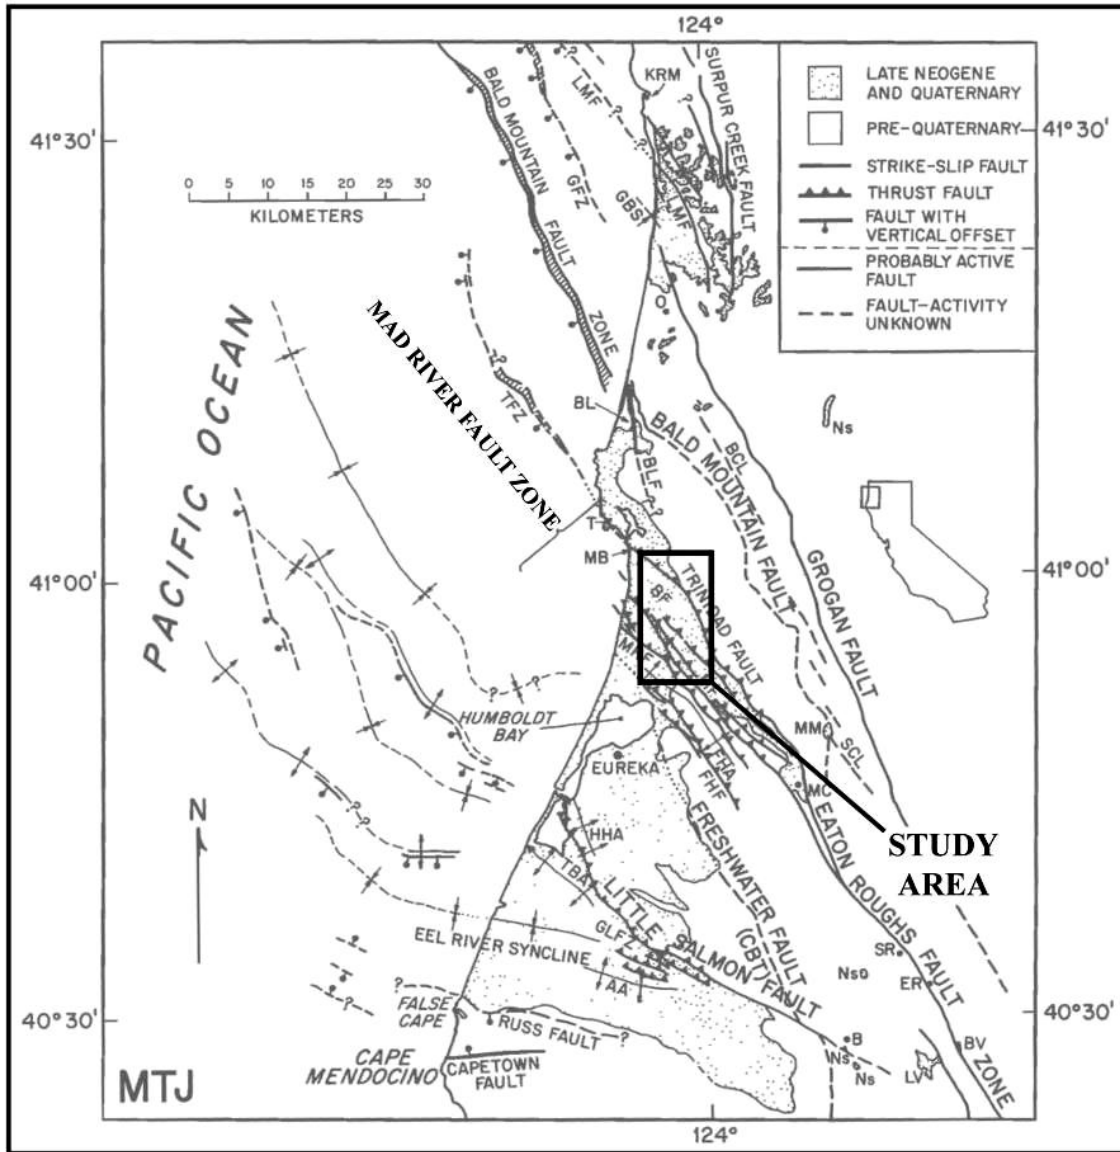 124°
41°30'
41°30'
0 5 10 15 20 25 30
KILOMETERS
LATE NEOGENE
AND QUATERNARY
PRE-QUATERNARY
STRIKE-SLIP FAULT
THRUST FAULT
FAULT WITH
VERTICAL OFFSET
PROBABLY ACTIVE
FAULT
FAULT-ACTIVITY
UNKNOWN
BALD MOUNTAIN FAULT ZONE
GFZ
LMF
?
?
KRM
?
SURPUR CREEK FAULT
GBS
LMF
O
PACIFIC OCEAN
MAD RIVER FAULT ZONE
?
TFZ
BL
BLF
BALD MOUNTAIN FAULT
BCL
GROGAN FAULT
Ns
T
MB
41°00'
41°00'
BF
TRINIDAD FAULT
? ?
HUMBOLDT
BAY
EUREKA
FHA
FHF
MM
SCL
MC
STUDY
AREA
N
? ?
HHA
TBA
LITTLE SALMON FAULT
FRESHWATER FAULT
(CBT)
EATON ROUGHS FAULT ZONE
EEL RIVER SYNCLINE
AA
SR
Ns
ER
?
?
FALSE
CAPE
RUSS FAULT
?
40°30'
40°30'
B
Ns
Ns
LV
BV
CAPE
MENDOCINO
CAPETOWN
FAULT
MTJ
124°